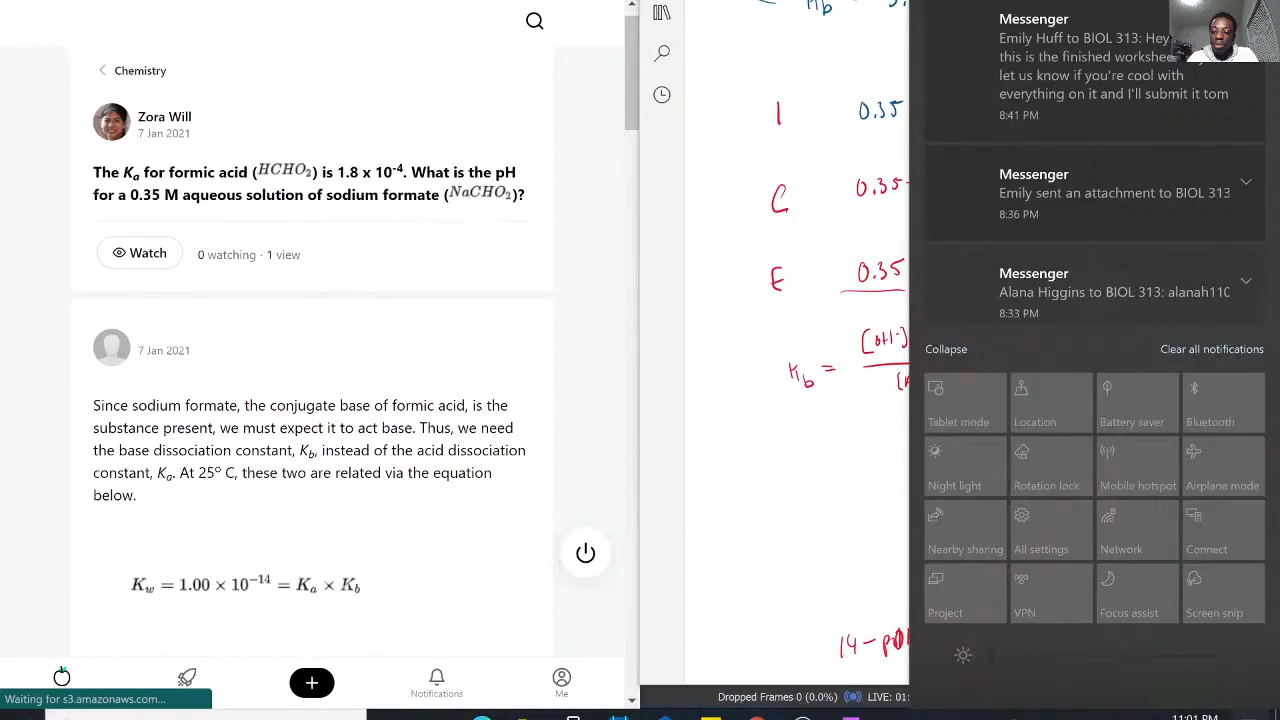 Chemistry
Zora Will
7 Jan 2021
The Ka for formic acid (HCHO₂) is 1.8 x 10⁻⁴. What is the pH
for a 0.35 M aqueous solution of sodium formate (NaCHO₂)?
Watch
0 watching · 1 view
7 Jan 2021
Since sodium formate, the conjugate base of formic acid, is the
substance present, we must expect it to act base. Thus, we need
the base dissociation constant, Kb, instead of the acid dissociation
constant, Ka. At 25° C, these two are related via the equation
below.
Kw = 1.00 × 10⁻¹⁴ = Ka × Kb
Notifications
Me
Waiting for s3.amazonaws.com...
Kb =
I 0.35
C 0.35-
E 0.35
Kb = [OH-]
14-pOH
Dropped Frames 0 (0.0%)
LIVE: 01:
Messenger
Emily Huff to BIOL 313: Hey
this is the finished workshee
let us know if you're cool with
everything on it and I'll submit it tom
8:41 PM
Messenger
Emily sent an attachment to BIOL 313
8:36 PM
Messenger
Alana Higgins to BIOL 313: alanah110
8:33 PM
Collapse
Clear all notifications
Tablet mode
Location
Battery saver
Bluetooth
Night light
Rotation lock
Mobile hotspot
Airplane mode
Nearby sharing
All settings
Network
Connect
Project
VPN
Focus assist
Screen snip
11:01 PM